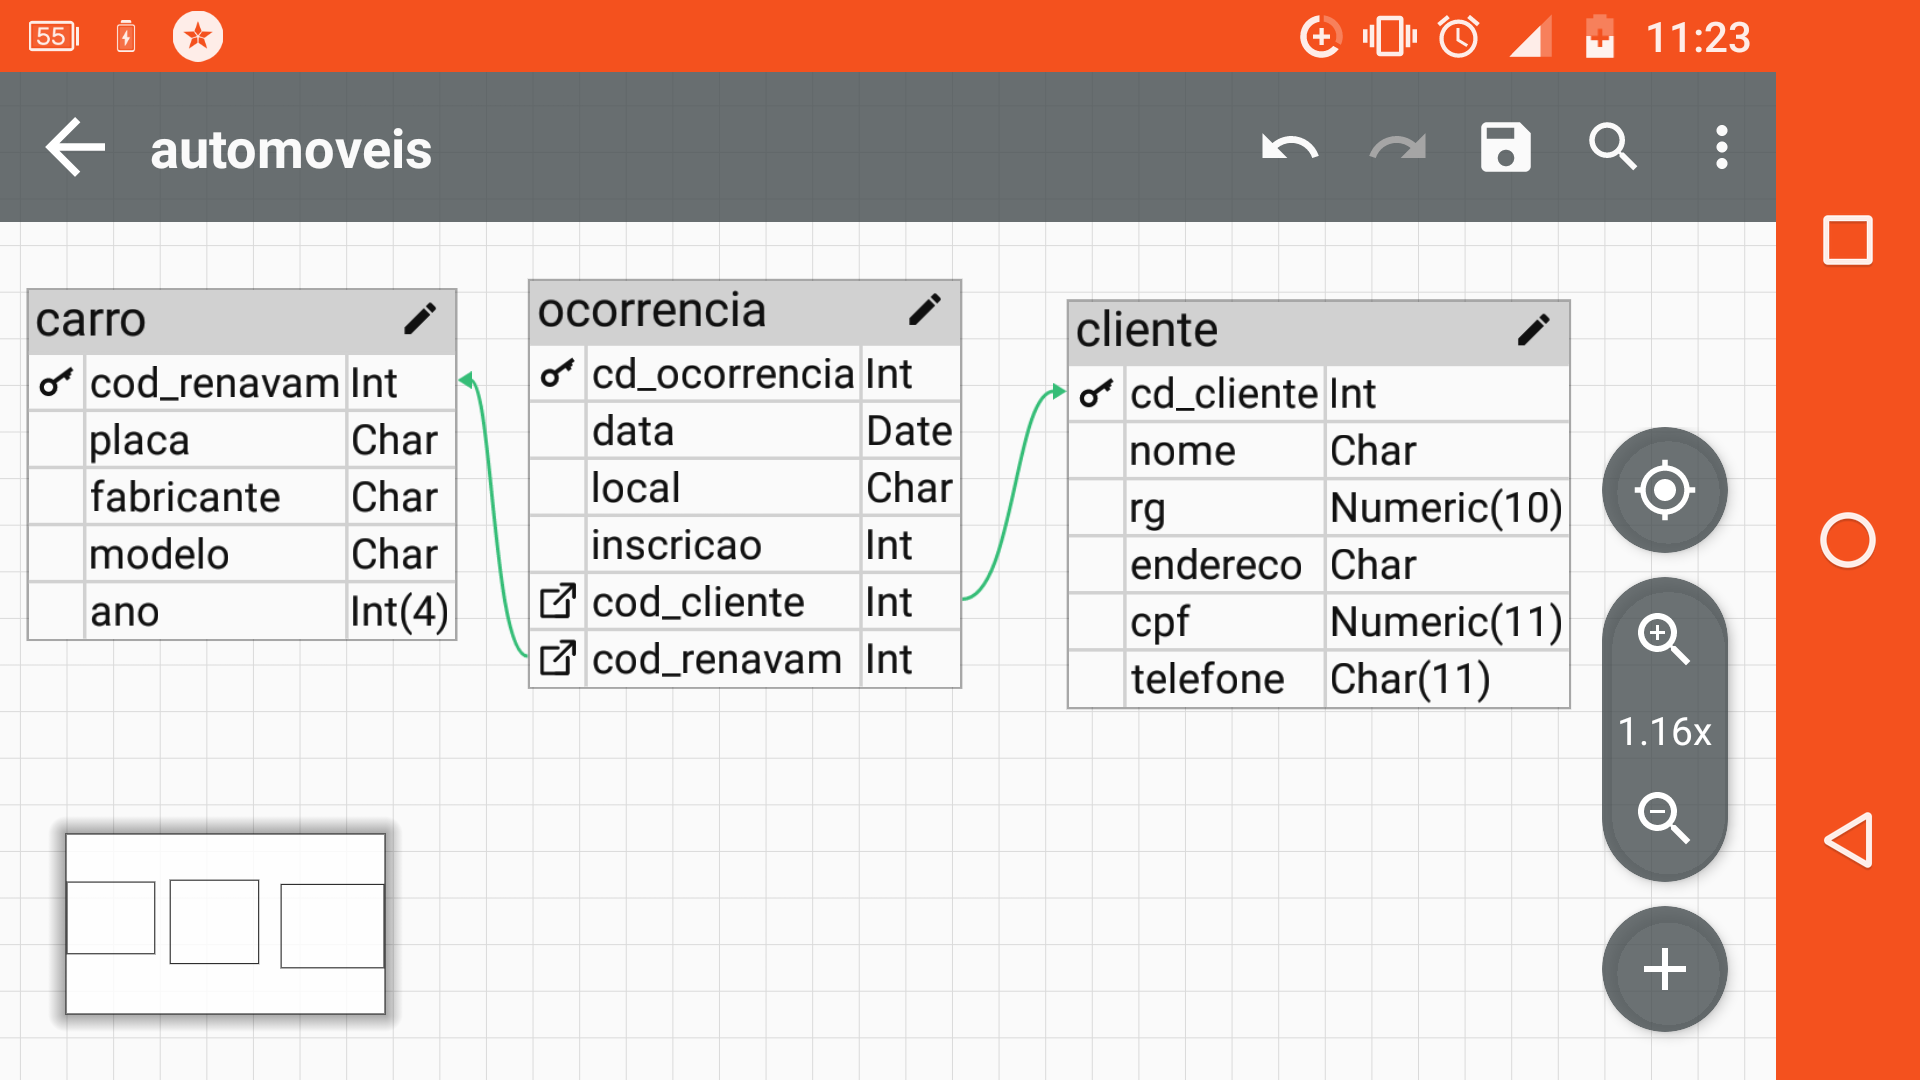 55
11:23
automoveis
carro
cod_renavam Int
placa Char
fabricante Char
modelo Char
ano Int(4)
ocorrencia
cd_ocorrencia Int
data Date
local Char
inscricao Int
cod_cliente Int
cod_renavam Int
cliente
cd_cliente Int
nome Char
rg Numeric(10)
endereco Char
cpf Numeric(11)
telefone Char(11)
1.16x